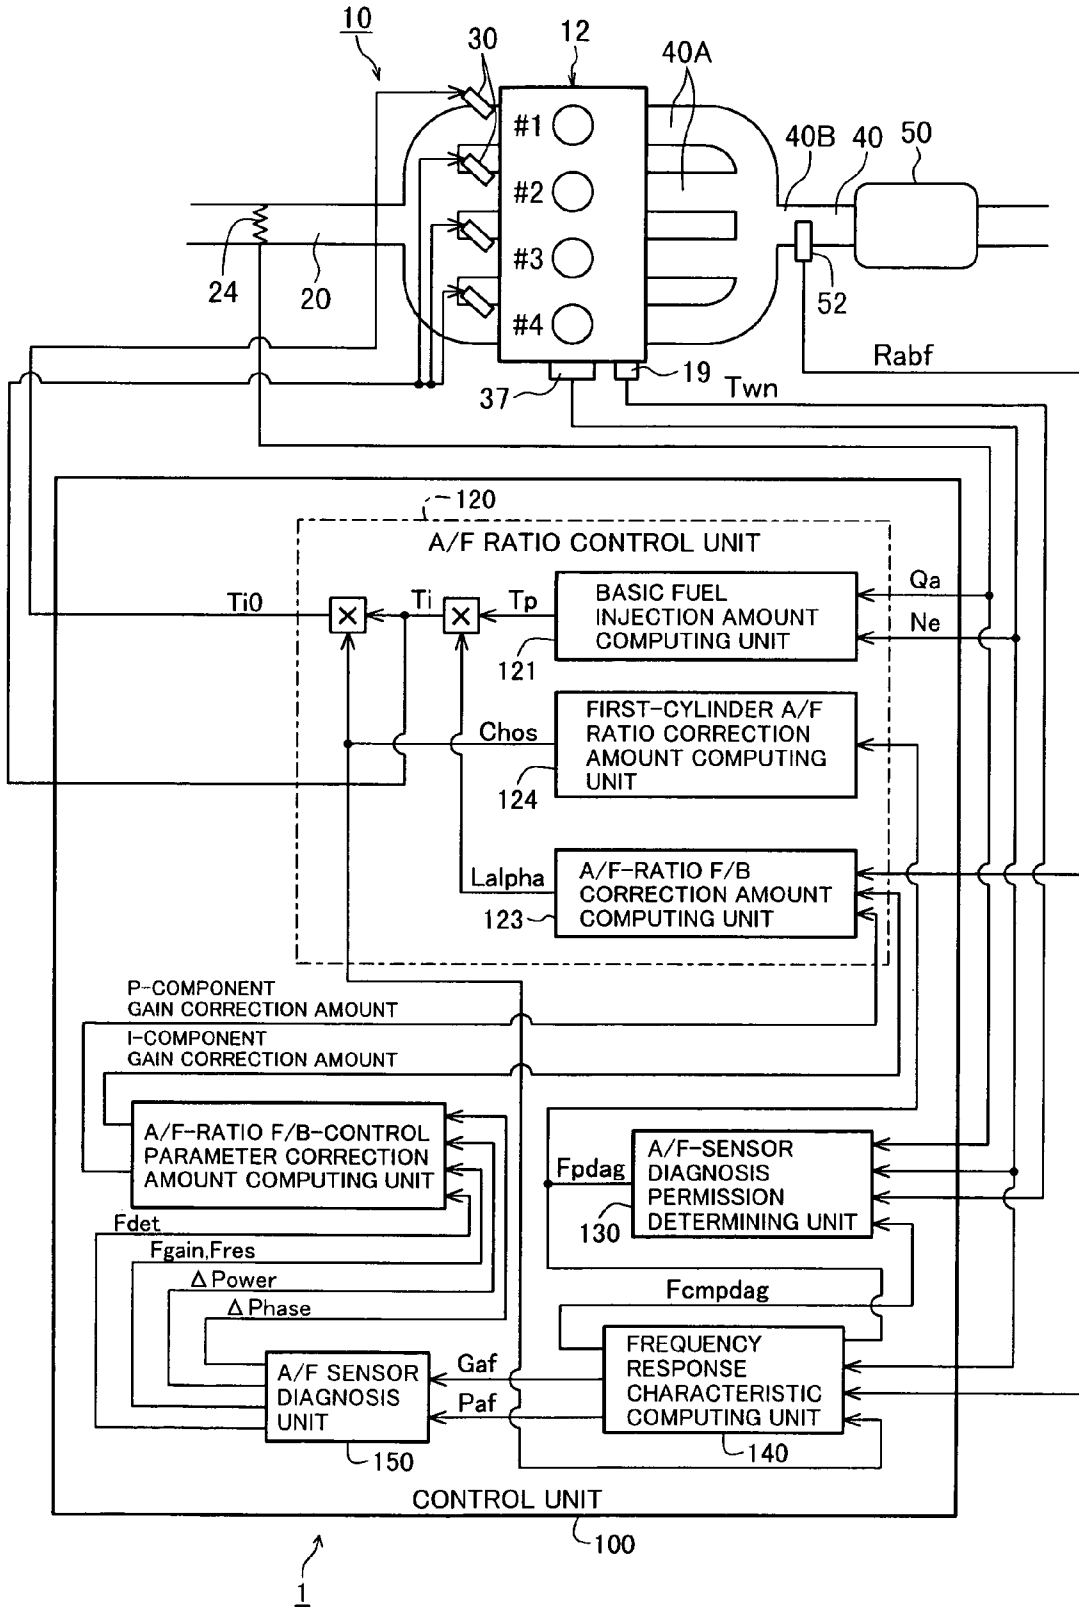 10
30
12
40A
40B
40
50
#1
#2
#3
#4
24
20
52
37
19
Rabf
Twn
120
A/F RATIO CONTROL UNIT
Ti0
Ti
Tp
BASIC FUEL
INJECTION AMOUNT
COMPUTING UNIT
121
Qa
Ne
Chos
FIRST-CYLINDER A/F
RATIO CORRECTION
AMOUNT COMPUTING
UNIT
124
Lalpha
A/F-RATIO F/B
CORRECTION AMOUNT
COMPUTING UNIT
123
P-COMPONENT
GAIN CORRECTION AMOUNT
I-COMPONENT
GAIN CORRECTION AMOUNT
A/F-RATIO F/B-CONTROL
PARAMETER CORRECTION
AMOUNT COMPUTING UNIT
Fpdag
A/F-SENSOR
DIAGNOSIS
PERMISSION
DETERMINING UNIT
130
Fdet
Fgain,Fres
Δ Power
Δ Phase
Fcmpdag
A/F SENSOR
DIAGNOSIS
UNIT
150
Gaf
Paf
FREQUENCY
RESPONSE
CHARACTERISTIC
COMPUTING UNIT
140
CONTROL UNIT
100
1